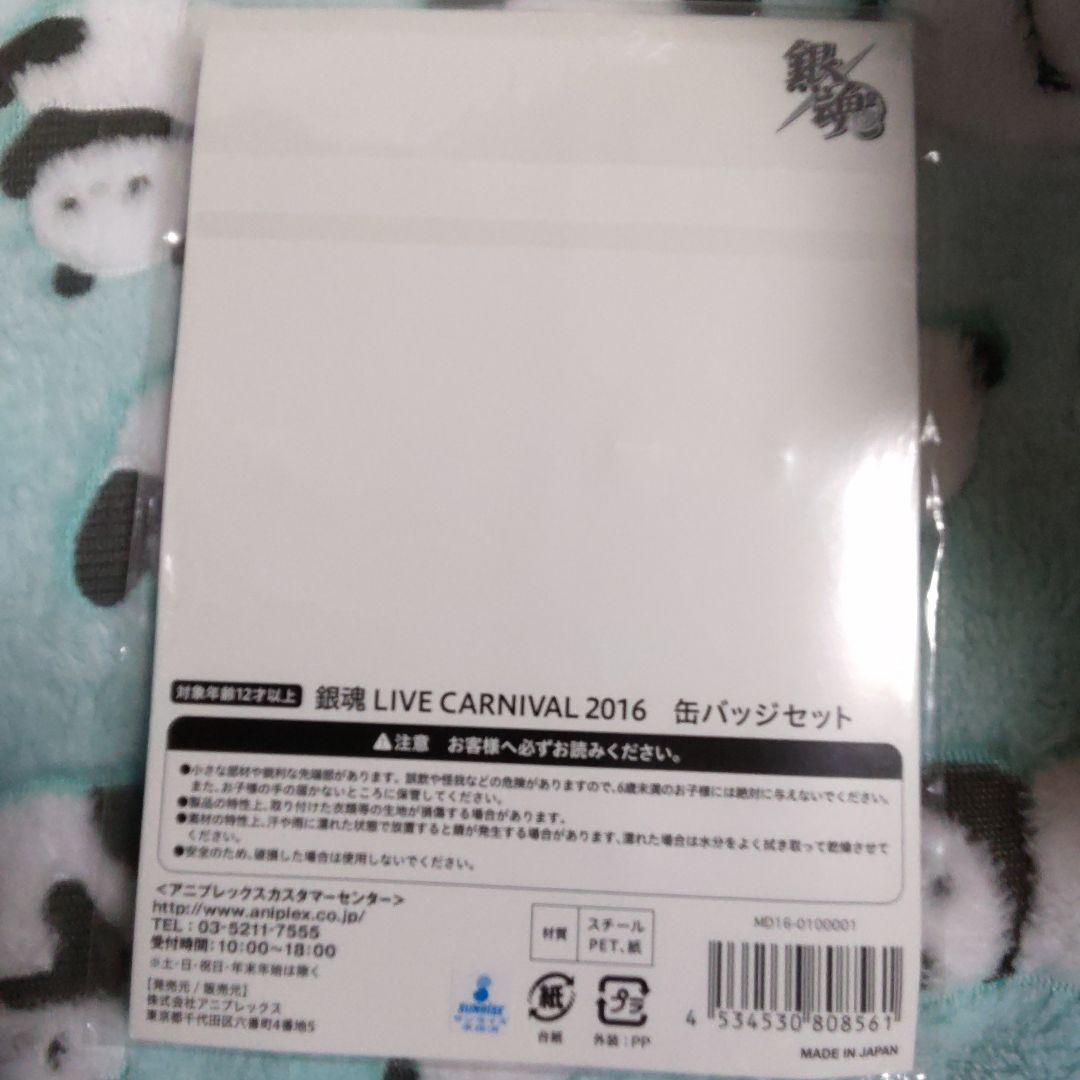 銀魂
対象年齢12才以上 銀魂 LIVE CARNIVAL 2016 缶バッジセット
⚠注意 お客様へ必ずお読みください。
●小さな部材や鋭利な先端部があります。誤飲や怪我などの危険がありますので、6歳未満のお子様には絶対に与えないでください。
また、お子様の手の届かないところに保管してください。
●製品の特性上、取り付けた衣類等の生地が損傷する場合があります。
●素材の特性上、汗や雨に濡れた状態で放置すると錆が発生する場合があります、濡れた場合は水分をよく拭き取って乾燥させて
ください。
●安全のため、破損した場合は使用しないでください。
<アニプレックスカスタマーセンター>
http://www.aniplex.co.jp/
TEL：03-5211-7555
受付時間：10:00～18:00
※土・日・祝日・年末年始は除く
[発売元 / 販売元]
株式会社アニプレックス
東京都千代田区六番町4番地5
材質
スチール
PET、紙
SUNRISE
紙
台紙
プラ
外装：PP
MD16-0100001
4 534530 808561
MADE IN JAPAN